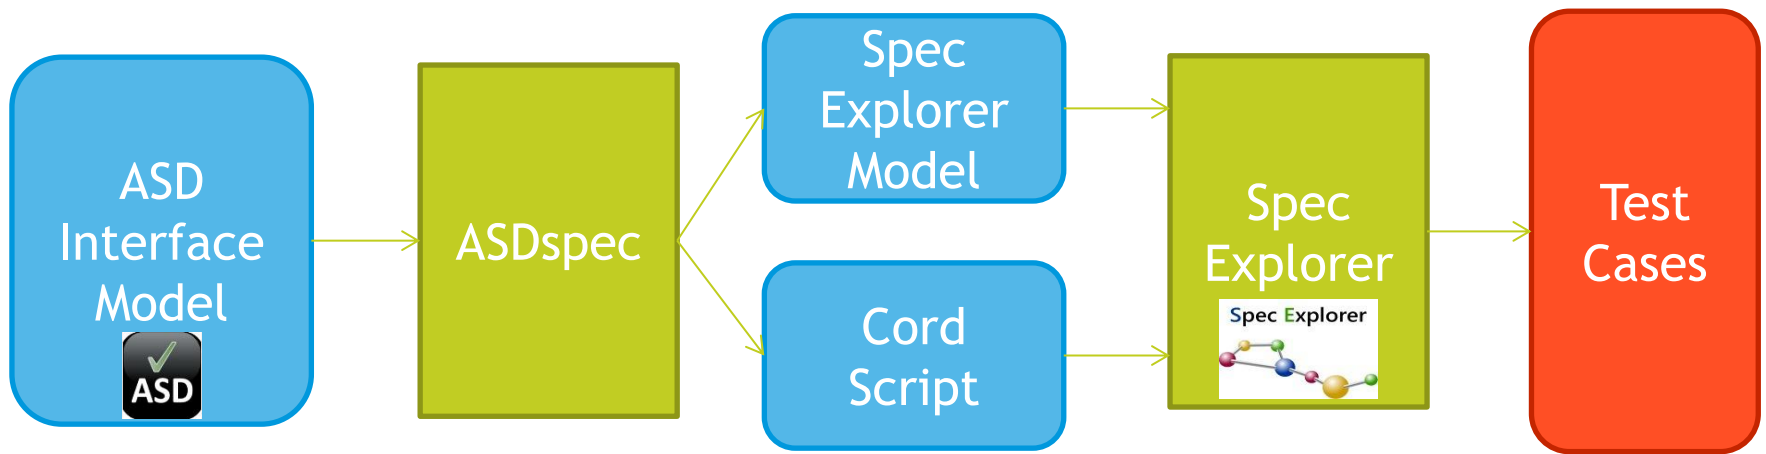 ASD
Interface
Model
ASD
ASDspec
Spec
Explorer
Model
Cord
Script
Spec
Explorer
Spec Explorer
Test
Cases